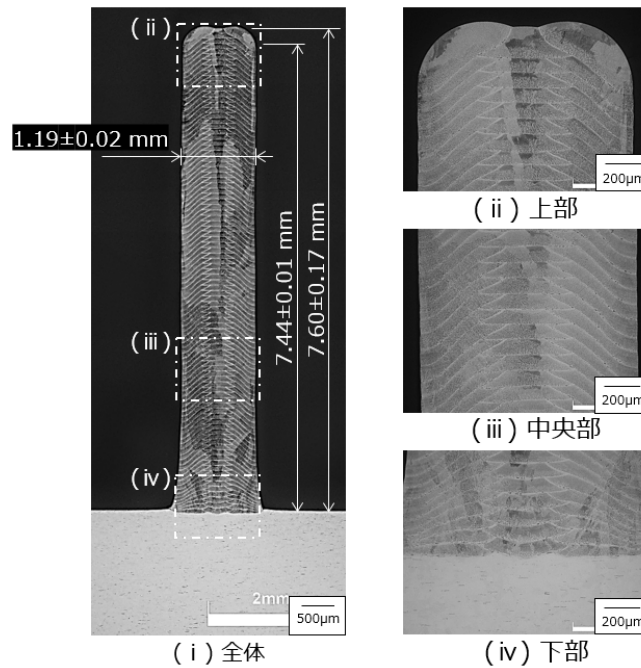 (ii)
1.19±0.02 mm
7.44±0.01 mm
7.60±0.17 mm
(iii)
(iv)
2mm
500μm
(i) 全体
200μm
(ii) 上部
200μm
(iii) 中央部
200μm
(iv) 下部